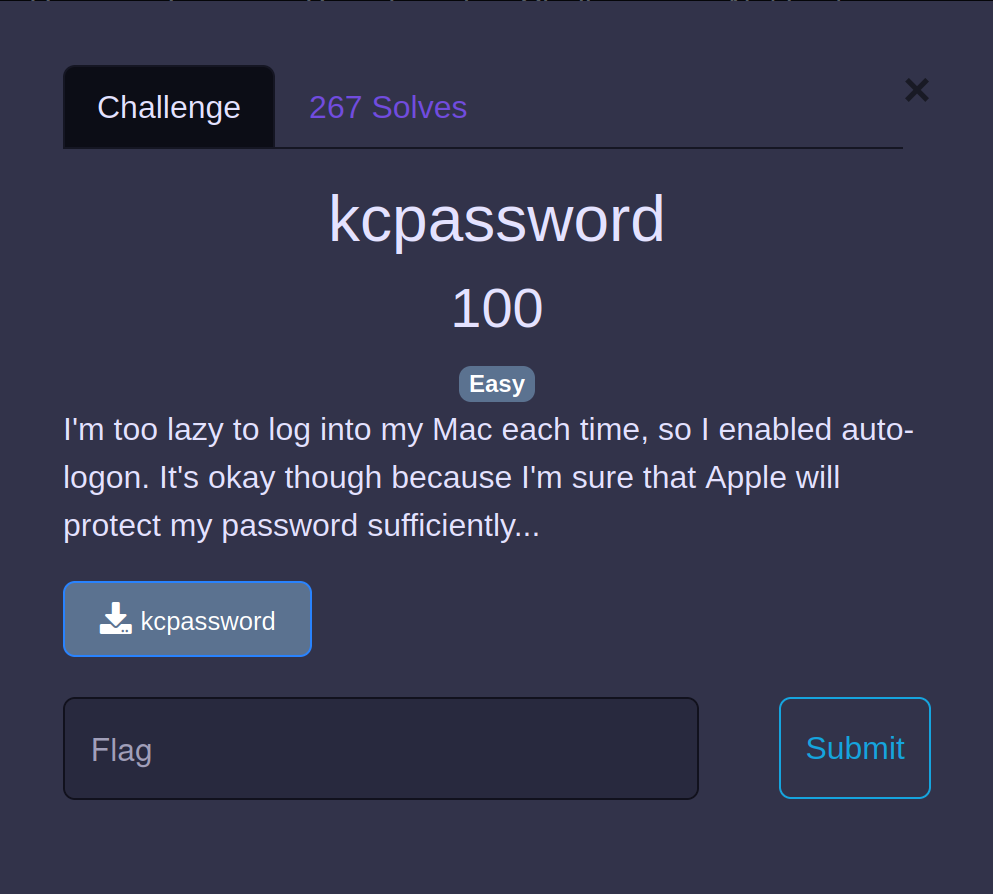 Challenge
267 Solves
kcpassword
100
Easy
I'm too lazy to log into my Mac each time, so I enabled auto-
logon. It's okay though because I'm sure that Apple will
protect my password sufficiently...
kcpassword
Flag
Submit